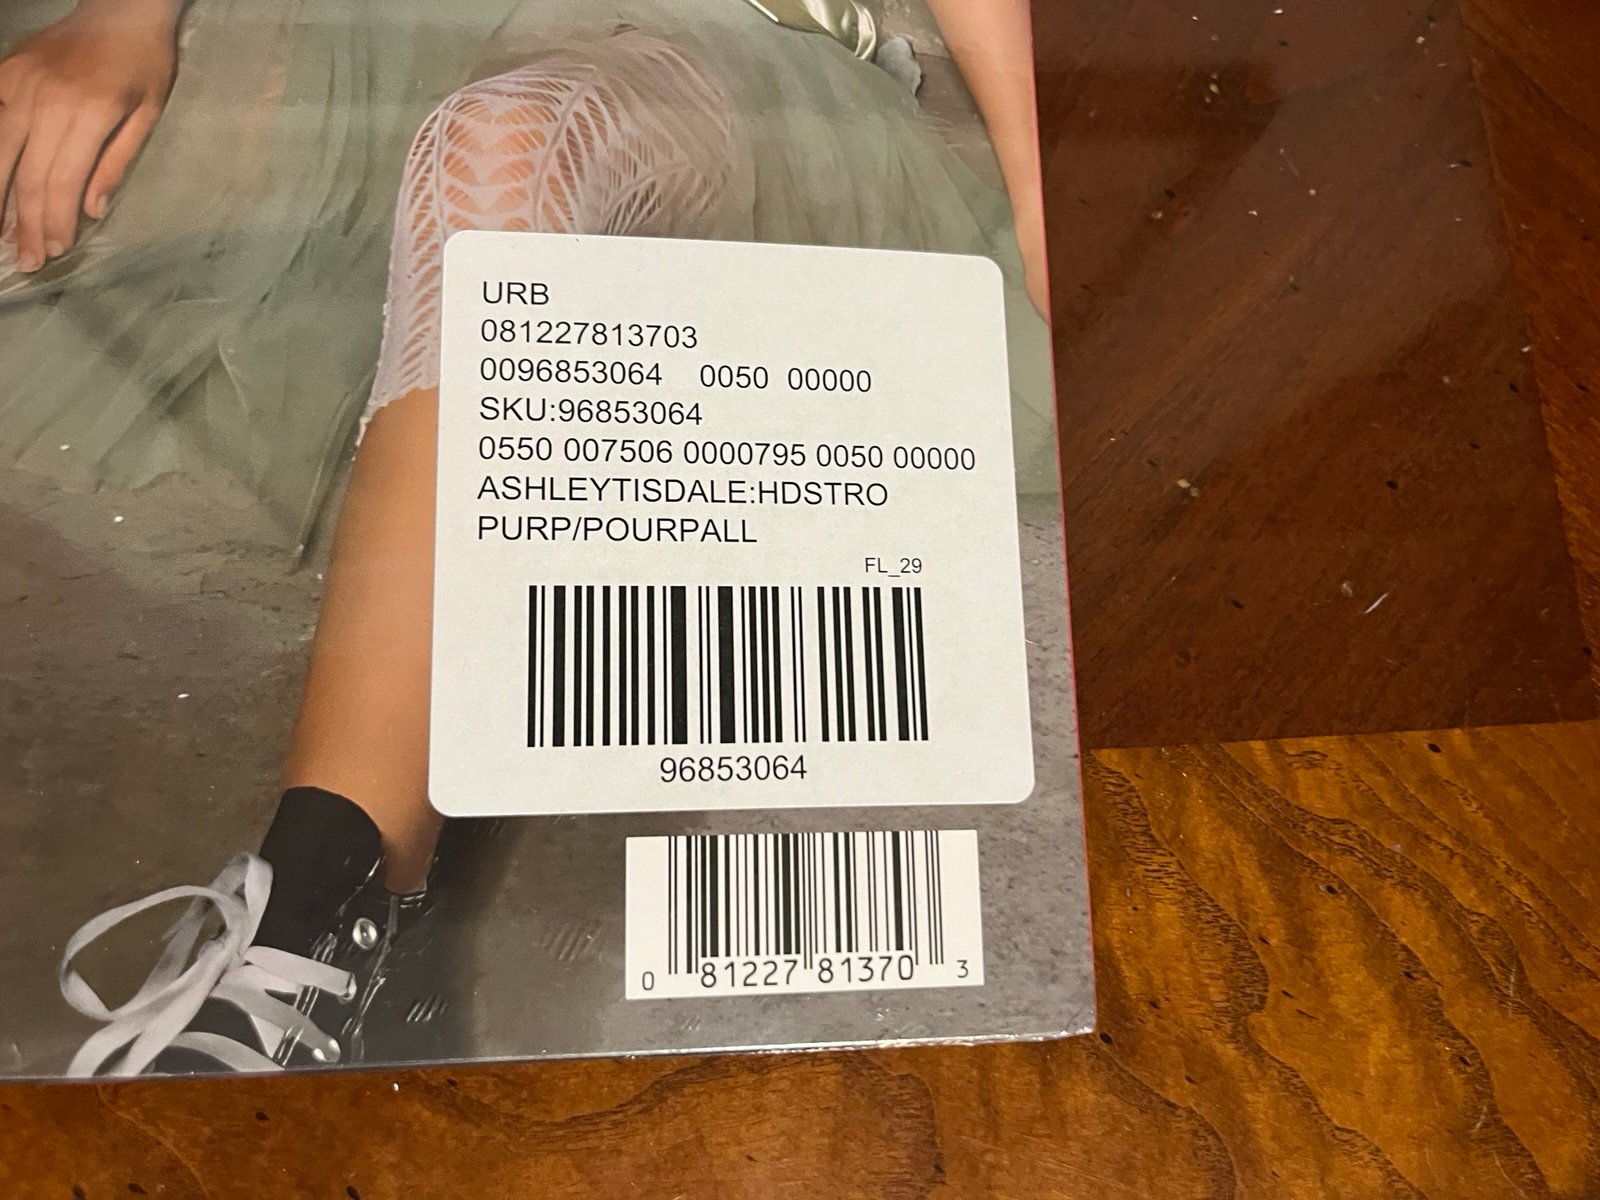 URB
081227813703
0096853064 0050 00000
SKU:96853064
0550 007506 0000795 0050 00000
ASHLEYTISDALE:HDSTRO
PURP/POURPALL
FL_29
96853064
0 81227 81370 3